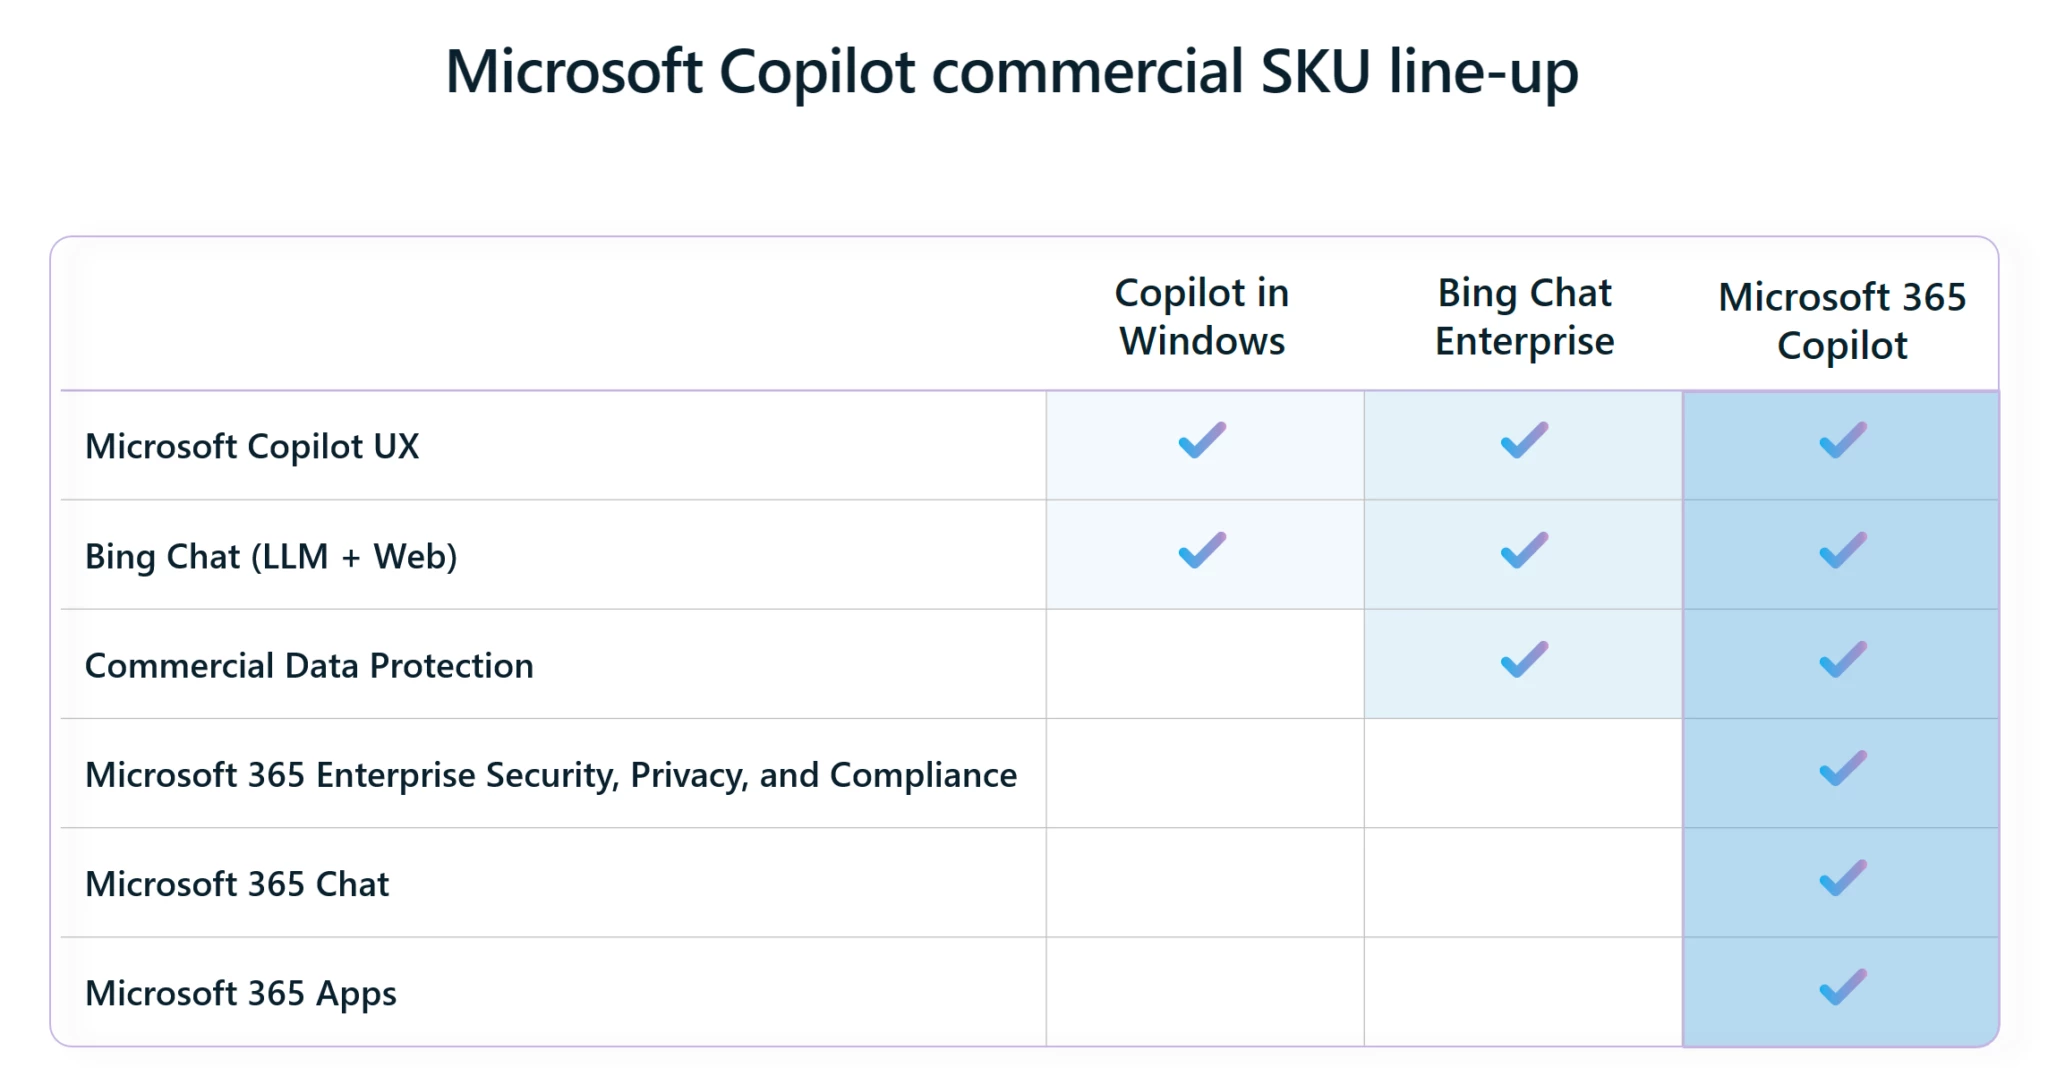 Microsoft Copilot commercial SKU line-up
Copilot in
Windows
Bing Chat
Enterprise
Microsoft 365
Copilot
Microsoft Copilot UX
Bing Chat (LLM + Web)
Commercial Data Protection
Microsoft 365 Enterprise Security, Privacy, and Compliance
Microsoft 365 Chat
Microsoft 365 Apps